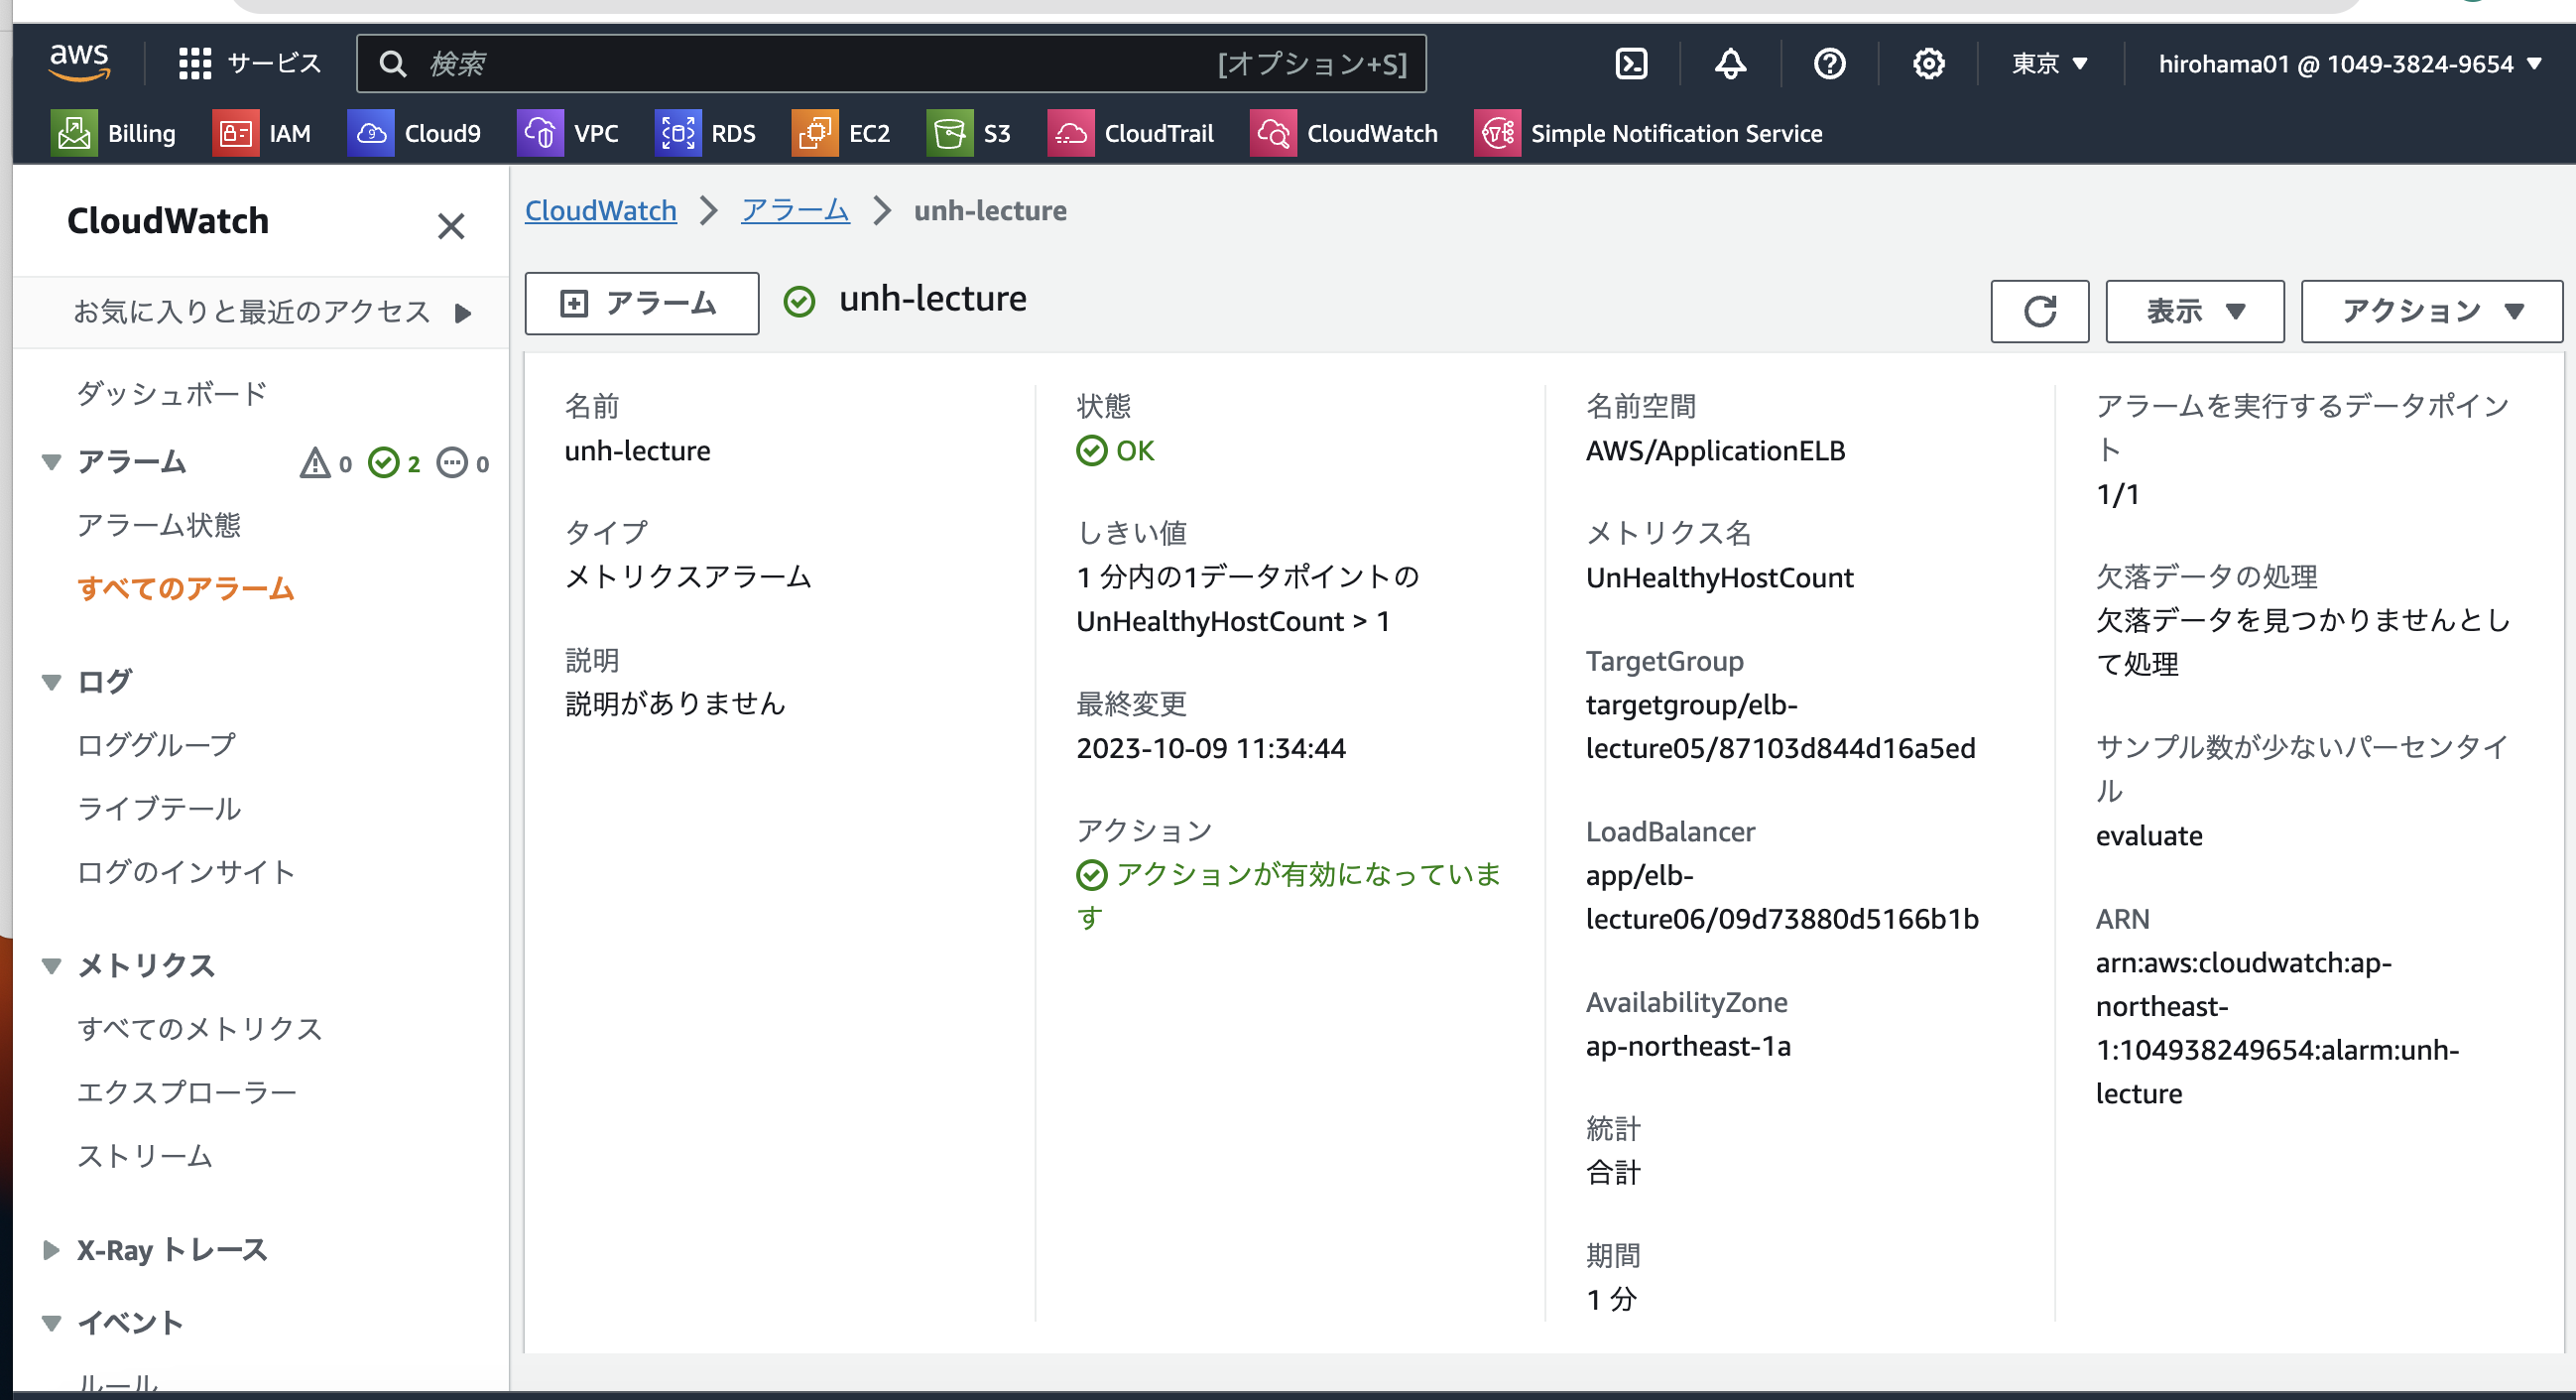 aws
サービス
検索
[オプション+S]
東京
hirohama01 @ 1049-3824-9654
Billing
IAM
Cloud9
VPC
RDS
EC2
S3
CloudTrail
CloudWatch
Simple Notification Service
CloudWatch
お気に入りと最近のアクセス
ダッシュボード
アラーム
0
2
0
アラーム状態
すべてのアラーム
ログ
ロググループ
ライブテール
ログのインサイト
メトリクス
すべてのメトリクス
エクスプローラー
ストリーム
X-Ray トレース
イベント
ルール
CloudWatch
アラーム
unh-lecture
アラーム
unh-lecture
表示
アクション
名前
unh-lecture
タイプ
メトリクスアラーム
説明
説明がありません
状態
OK
しきい値
1 分内の1データポイントの
UnHealthyHostCount > 1
最終変更
2023-10-09 11:34:44
アクション
アクションが有効になっていま
す
名前空間
AWS/ApplicationELB
メトリクス名
UnHealthyHostCount
TargetGroup
targetgroup/elb-
lecture05/87103d844d16a5ed
LoadBalancer
app/elb-
lecture06/09d73880d5166b1b
AvailabilityZone
ap-northeast-1a
統計
合計
期間
1 分
アラームを実行するデータポイン
ト
1/1
欠落データの処理
欠落データを見つかりませんとし
て処理
サンプル数が少ないパーセンタイ
ル
evaluate
ARN
arn:aws:cloudwatch:ap-
northeast-
1:104938249654:alarm:unh-
lecture